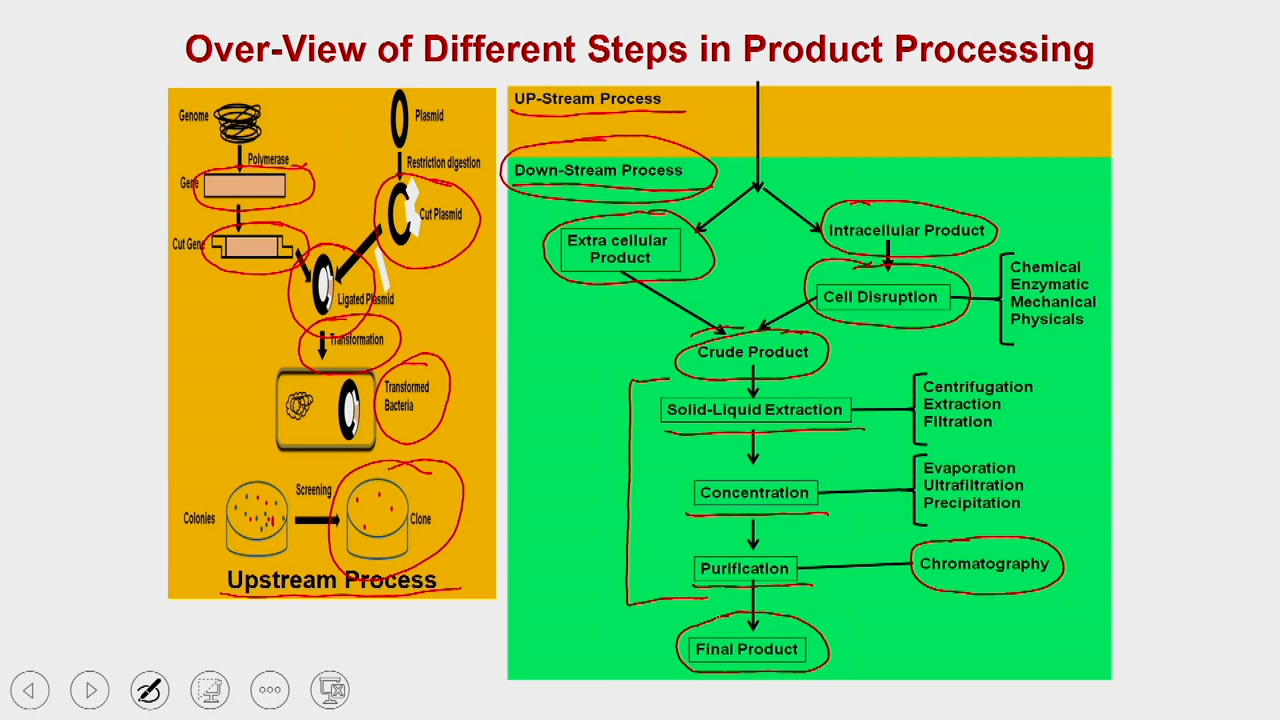 Over-View of Different Steps in Product Processing
Genome
Plasmid
Polymerase
Restriction digestion
Gene
Cut Plasmid
Cut Gene
Ligated Plasmid
Transformation
Transformed
Bacteria
Screening
Colonies
Clone
Upstream Process
UP-Stream Process
Down-Stream Process
Extra cellular
Product
Intracellular Product
Cell Disruption
Chemical
Enzymatic
Mechanical
Physicals
Crude Product
Solid-Liquid Extraction
Centrifugation
Extraction
Filtration
Concentration
Evaporation
Ultrafiltration
Precipitation
Purification
Chromatography
Final Product